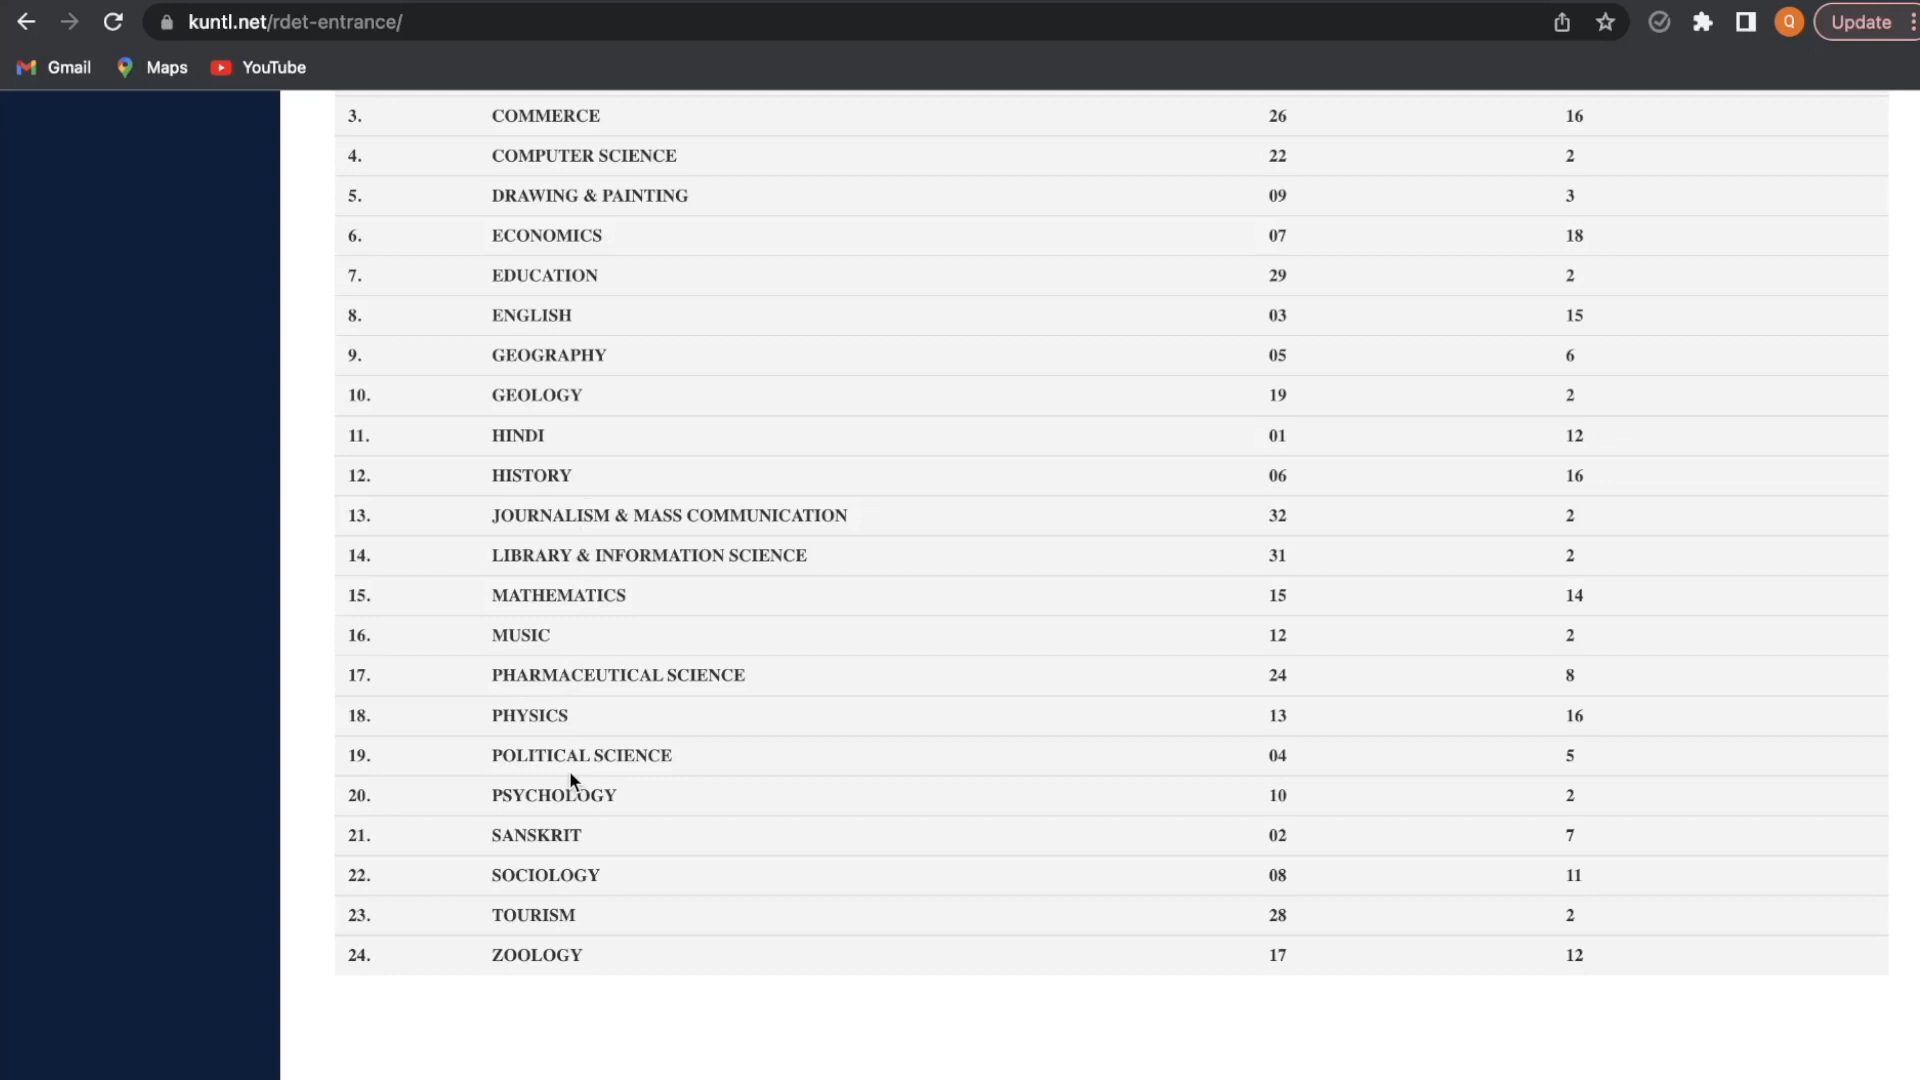 kuntl.net/rdet-entrance/
Q
Update
Gmail Maps YouTube
3. COMMERCE 26 16
4. COMPUTER SCIENCE 22 2
5. DRAWING & PAINTING 09 3
6. ECONOMICS 07 18
7. EDUCATION 29 2
8. ENGLISH 03 15
9. GEOGRAPHY 05 6
10. GEOLOGY 19 2
11. HINDI 01 12
12. HISTORY 06 16
13. JOURNALISM & MASS COMMUNICATION 32 2
14. LIBRARY & INFORMATION SCIENCE 31 2
15. MATHEMATICS 15 14
16. MUSIC 12 2
17. PHARMACEUTICAL SCIENCE 24 8
18. PHYSICS 13 16
19. POLITICAL SCIENCE 04 5
20. PSYCHOLOGY 10 2
21. SANSKRIT 02 7
22. SOCIOLOGY 08 11
23. TOURISM 28 2
24. ZOOLOGY 17 12